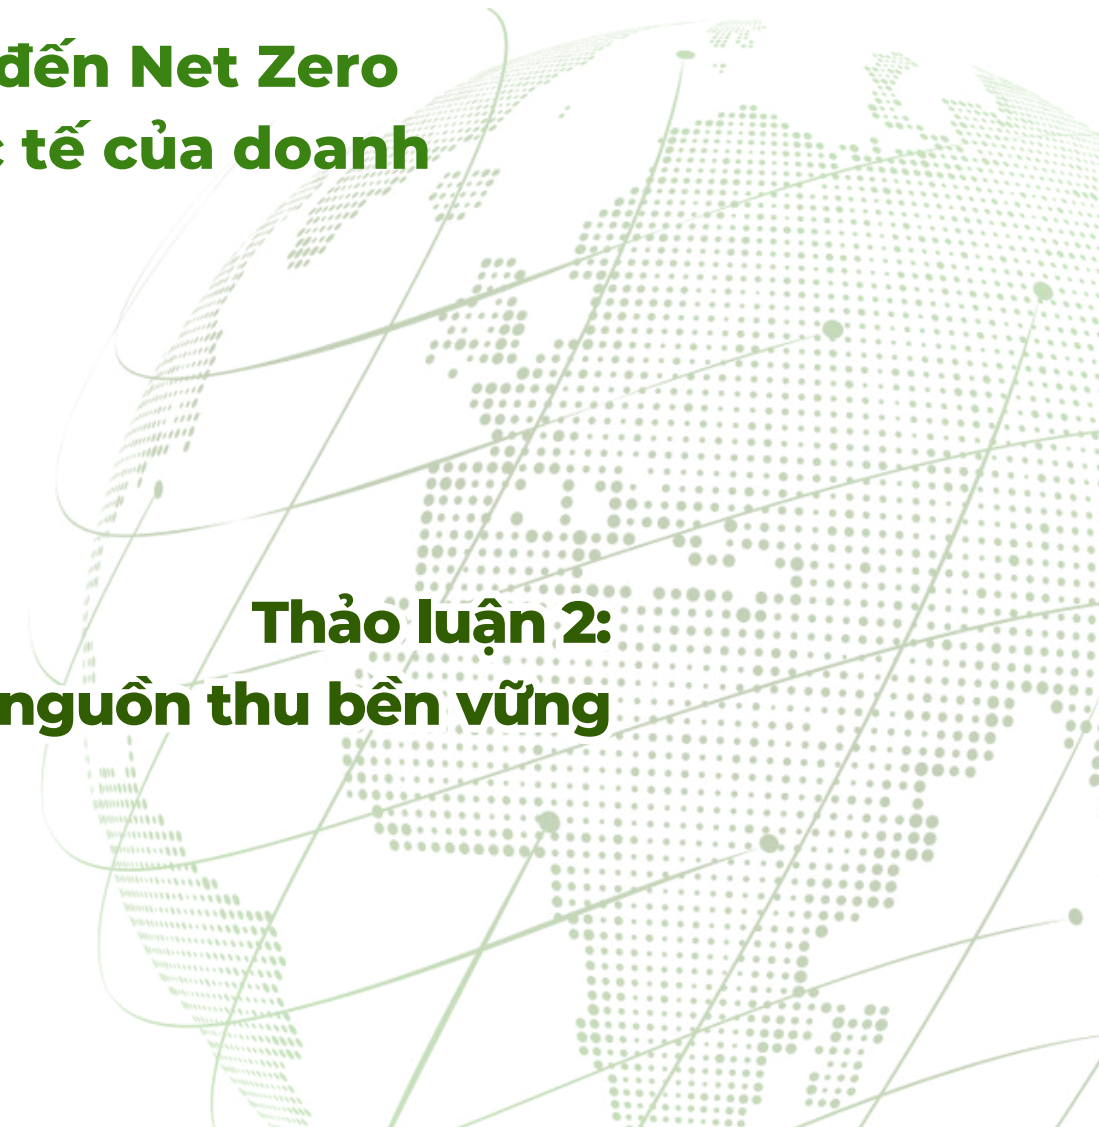 đến Net Zero
tế của doanh
Thảo luận 2:
nguồn thu bền vững